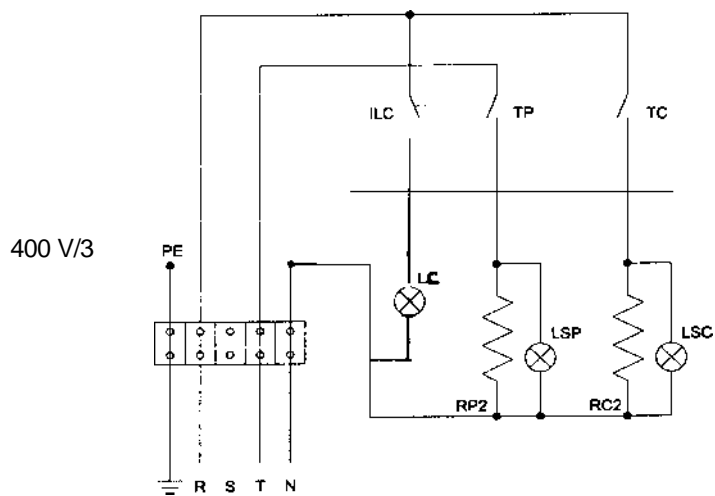 ILC
TP
TC
400 V/3
PE
LC
LSP
LSC
RP2
RC2
R S T N